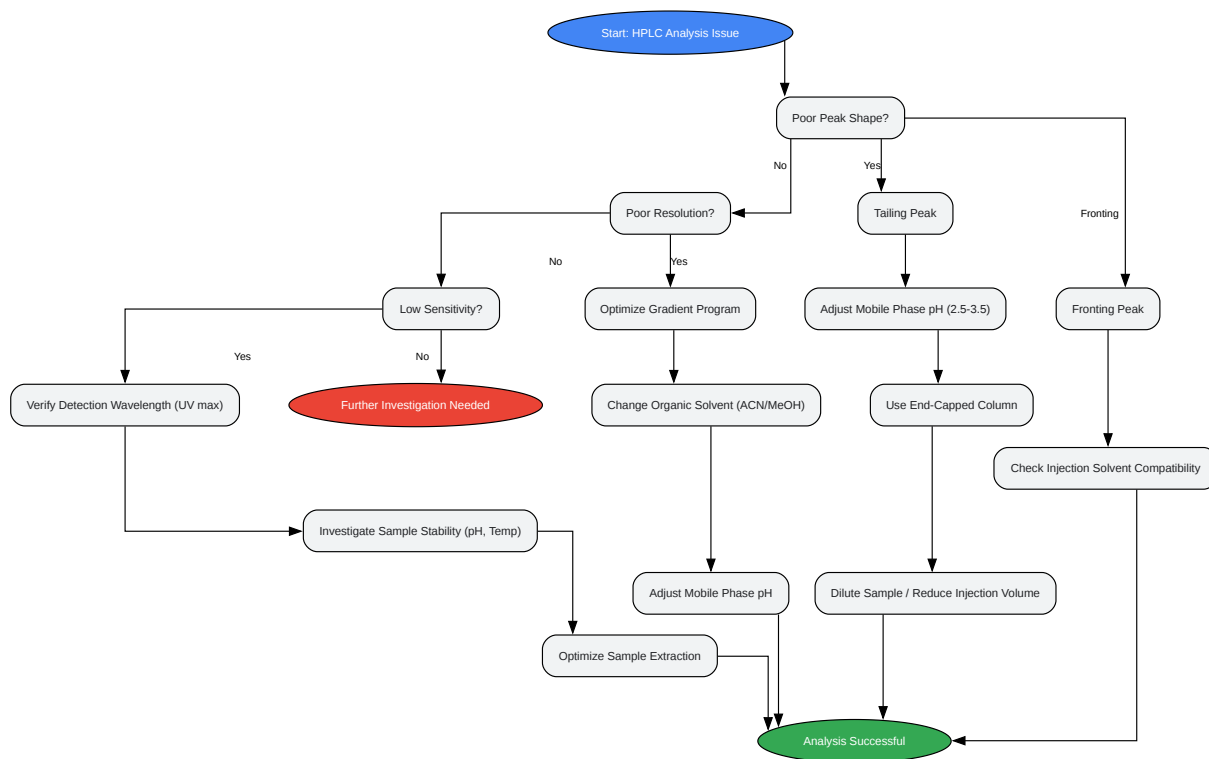 Start: HPLC Analysis Issue
Poor Peak Shape?
No
Yes
Poor Resolution?
Tailing Peak
Fronting
No
Yes
Low Sensitivity?
Optimize Gradient Program
Adjust Mobile Phase pH (2.5-3.5)
Fronting Peak
Yes
No
Verify Detection Wavelength (UV max)
Further Investigation Needed
Change Organic Solvent (ACN/MeOH)
Use End-Capped Column
Check Injection Solvent Compatibility
Investigate Sample Stability (pH, Temp)
Adjust Mobile Phase pH
Dilute Sample / Reduce Injection Volume
Optimize Sample Extraction
Analysis Successful